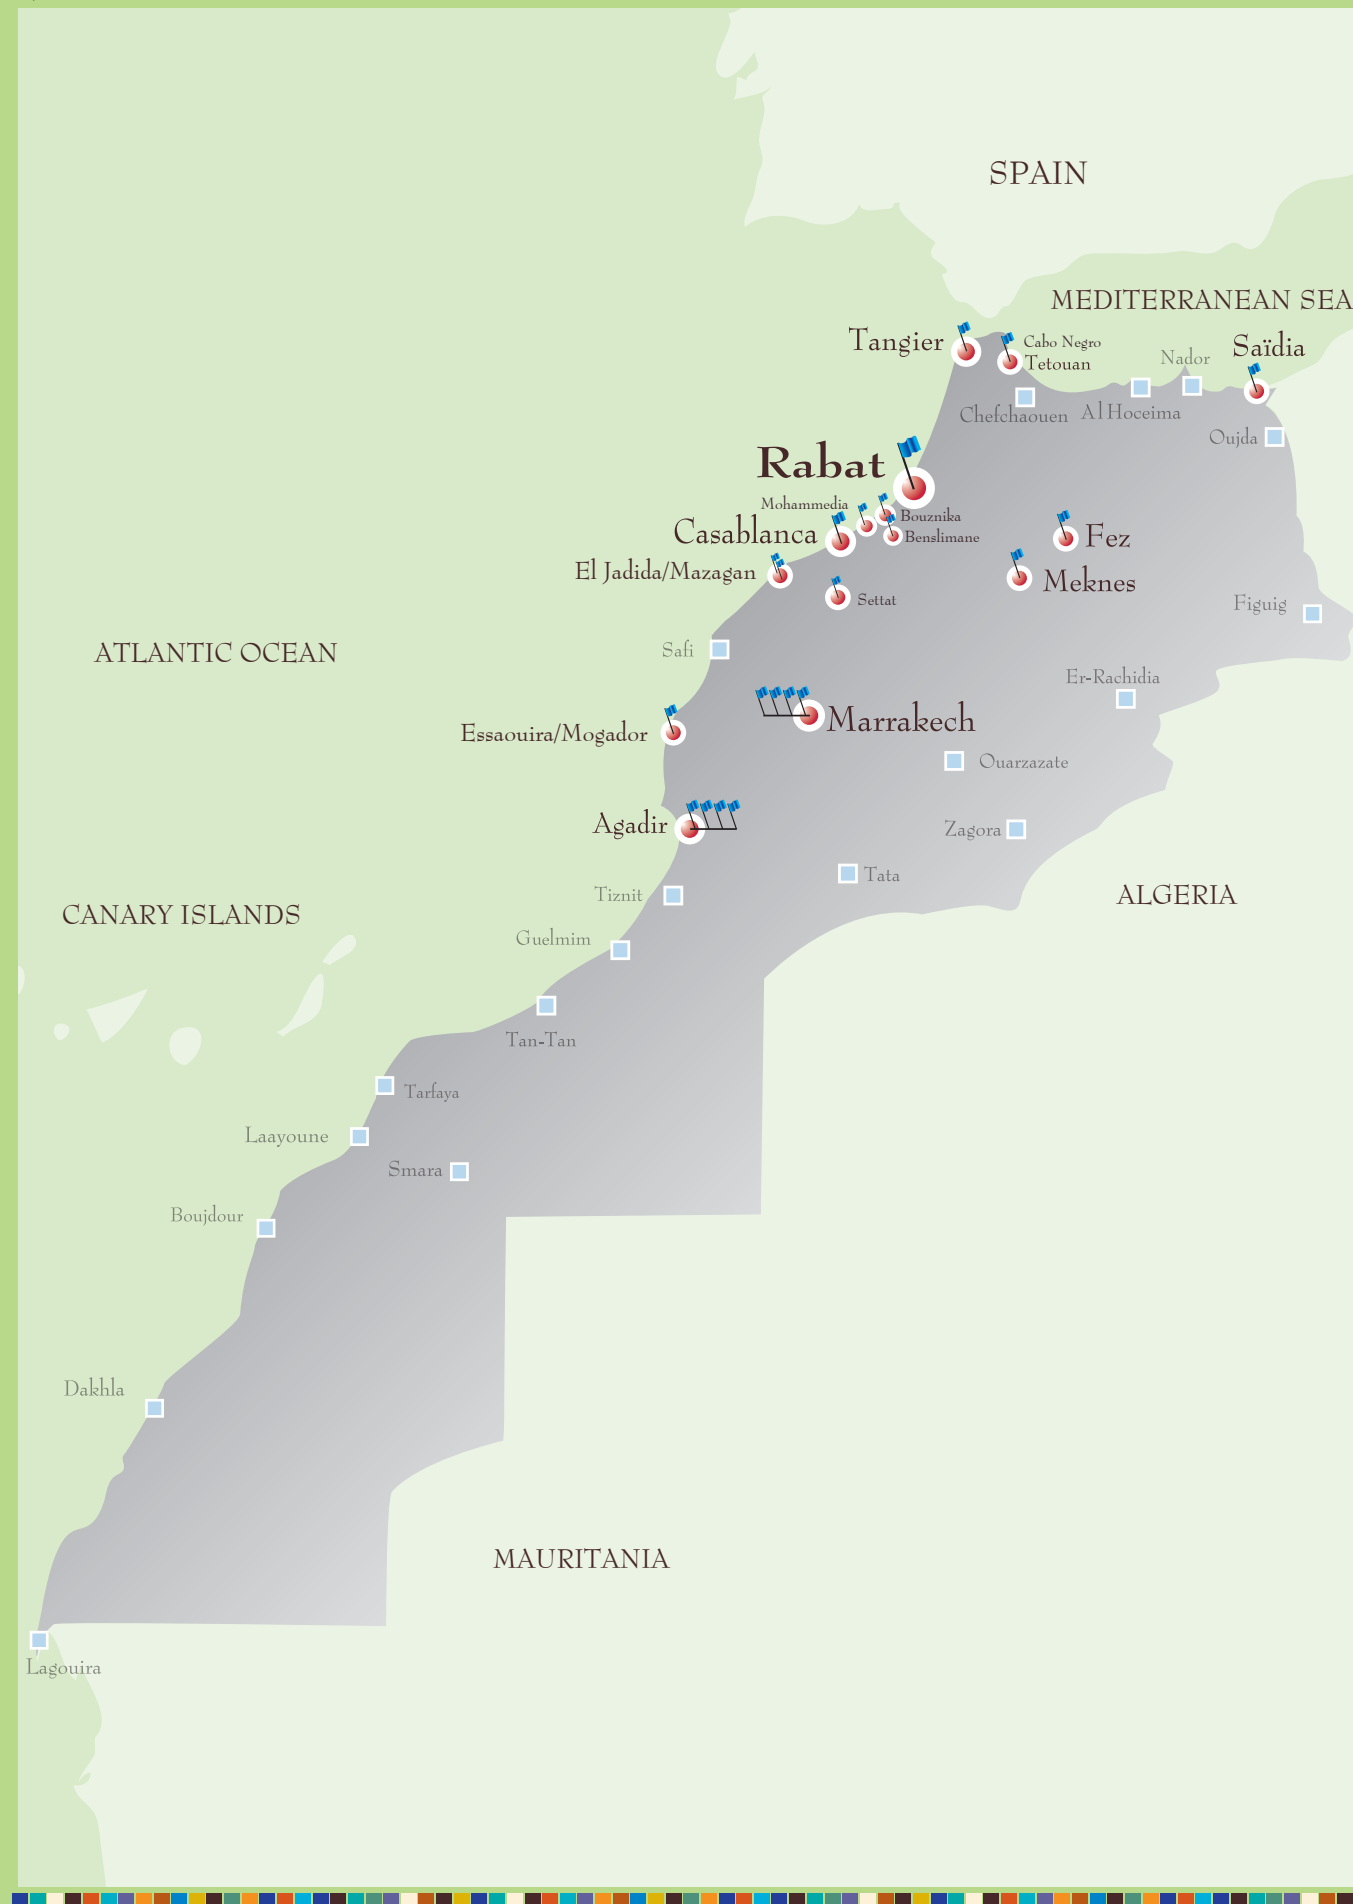 SPAIN
MEDITERRANEAN SEA
Tangier
Cabo Negro
Tetouan
Saïdia
Nador
Chefchaouen
Al Hoceima
Oujda
Rabat
Mohammedia
Bouznika
Casablanca
Benslimane
Fez
El Jadida/Mazagan
Meknes
Settat
Figuig
ATLANTIC OCEAN
Safi
Er-Rachidia
Marrakech
Essaouira/Mogador
Ouarzazate
Agadir
Zagora
Tata
Tiznit
ALGERIA
CANARY ISLANDS
Guelmim
Tan-Tan
Tarfaya
Laayoune
Smara
Boujdour
Dakhla
MAURITANIA
Lagouira